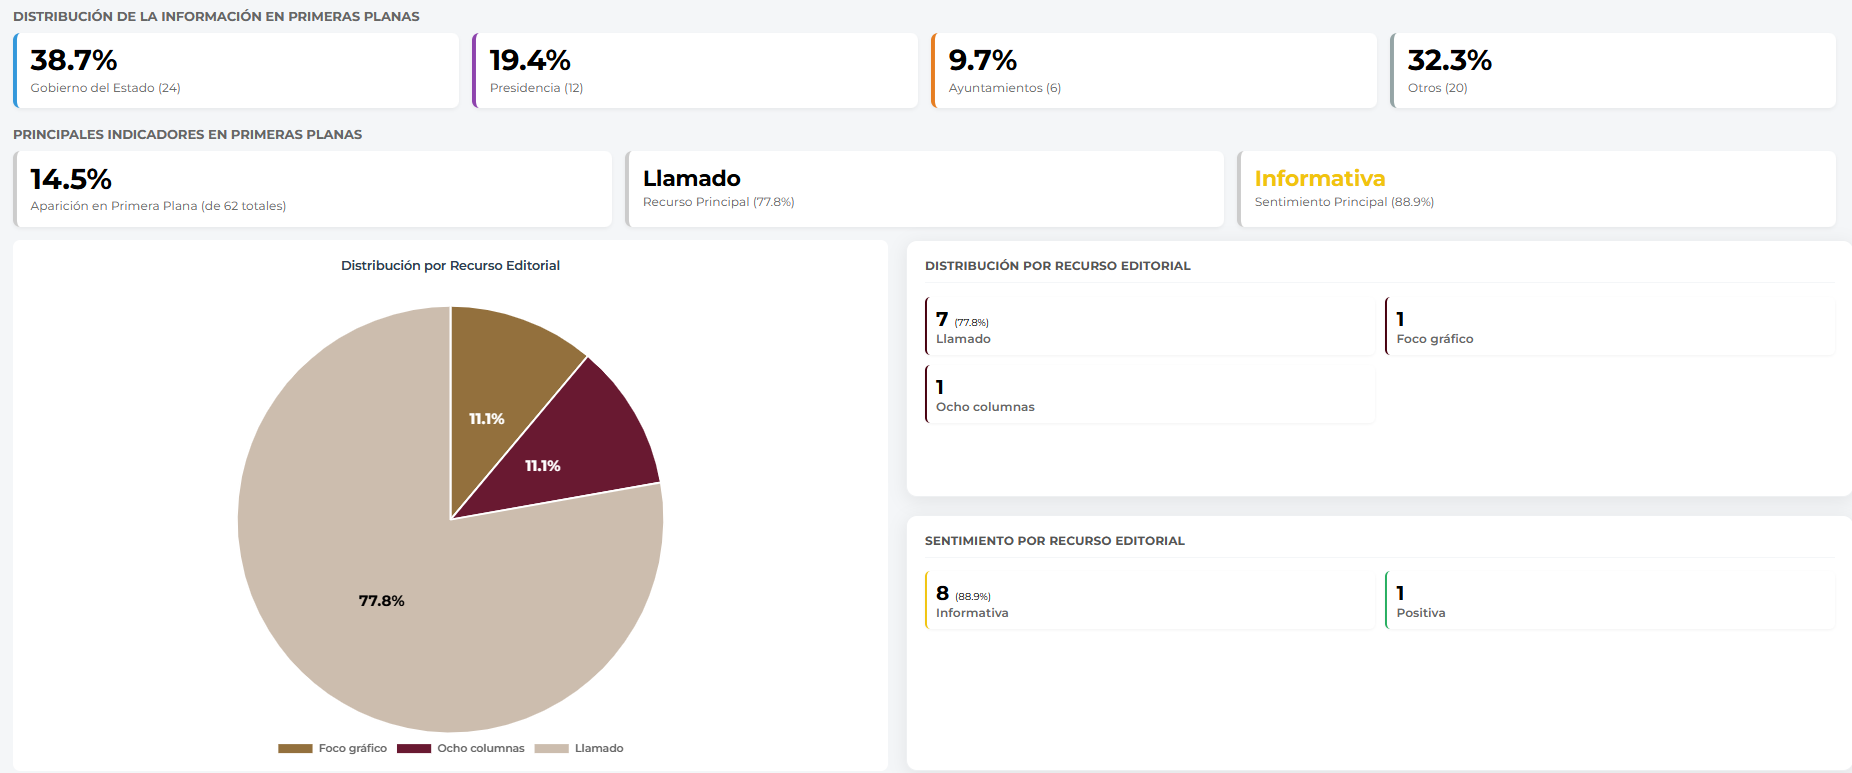 DISTRIBUCIÓN DE LA INFORMACIÓN EN PRIMERAS PLANAS
38.7%
Gobierno del Estado (24)
19.4%
Presidencia (12)
9.7%
Ayuntamientos (6)
32.3%
Otros (20)
PRINCIPALES INDICADORES EN PRIMERAS PLANAS
14.5%
Aparición en Primera Plana (de 62 totales)
Llamado
Recurso Principal (77.8%)
Informativa
Sentimiento Principal (88.9%)
Distribución por Recurso Editorial
11.1%
11.1%
77.8%
Foco gráfico
Ocho columnas
Llamado
DISTRIBUCIÓN POR RECURSO EDITORIAL
7 (77.8%)
Llamado
1
Foco gráfico
1
Ocho columnas
SENTIMIENTO POR RECURSO EDITORIAL
8 (88.9%)
Informativa
1
Positiva